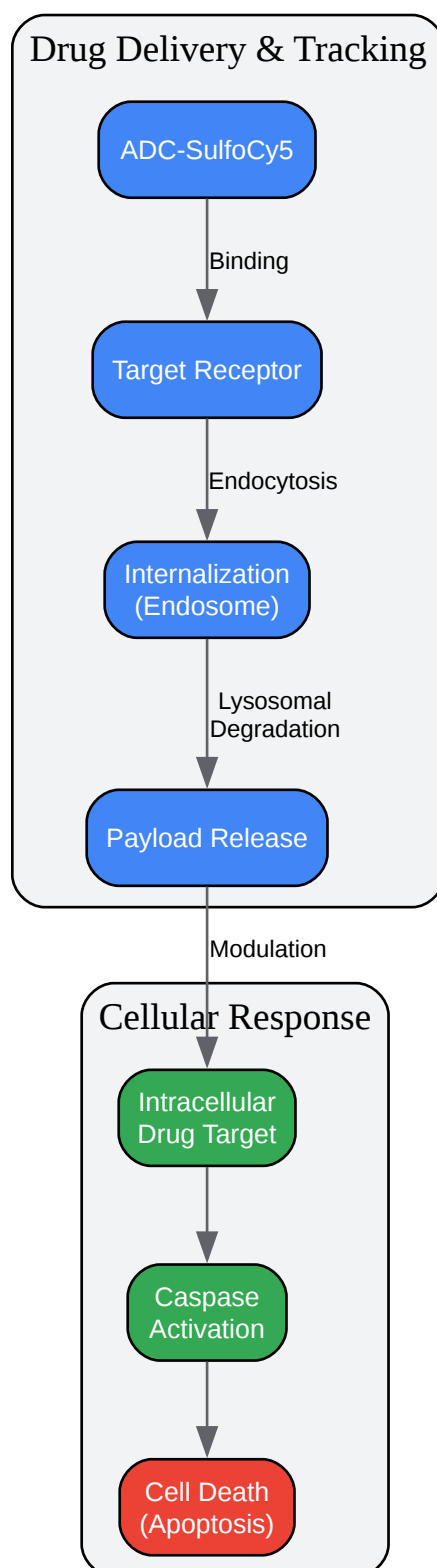 Drug Delivery & Tracking
ADC-SulfoCy5
Binding
Target Receptor
Endocytosis
Internalization
(Endosome)
Lysosomal
Degradation
Payload Release
Modulation
Cellular Response
Intracellular
Drug Target
Caspase
Activation
Cell Death
(Apoptosis)